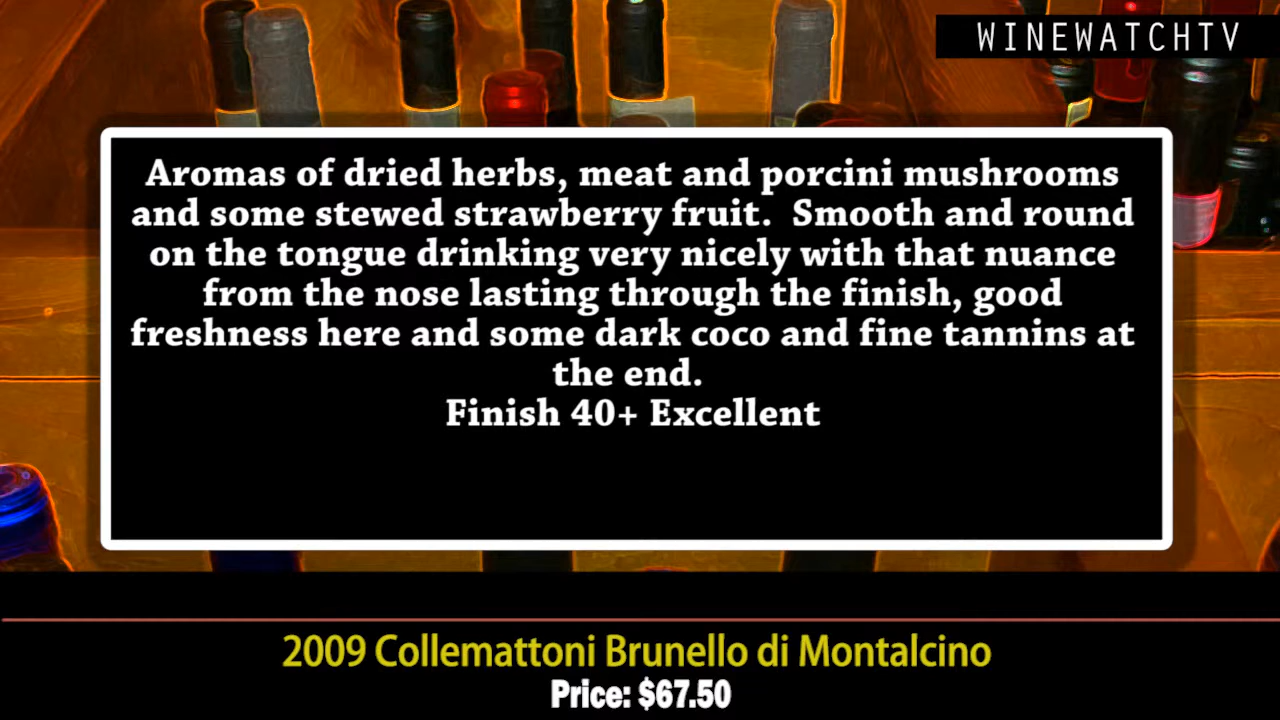 WINEWATCHTV
Aromas of dried herbs, meat and porcini mushrooms
and some stewed strawberry fruit.  Smooth and round
on the tongue drinking very nicely with that nuance
from the nose lasting through the finish, good
freshness here and some dark coco and fine tannins at
the end.
Finish 40+ Excellent
2009 Collemattoni Brunello di Montalcino
Price: $67.50